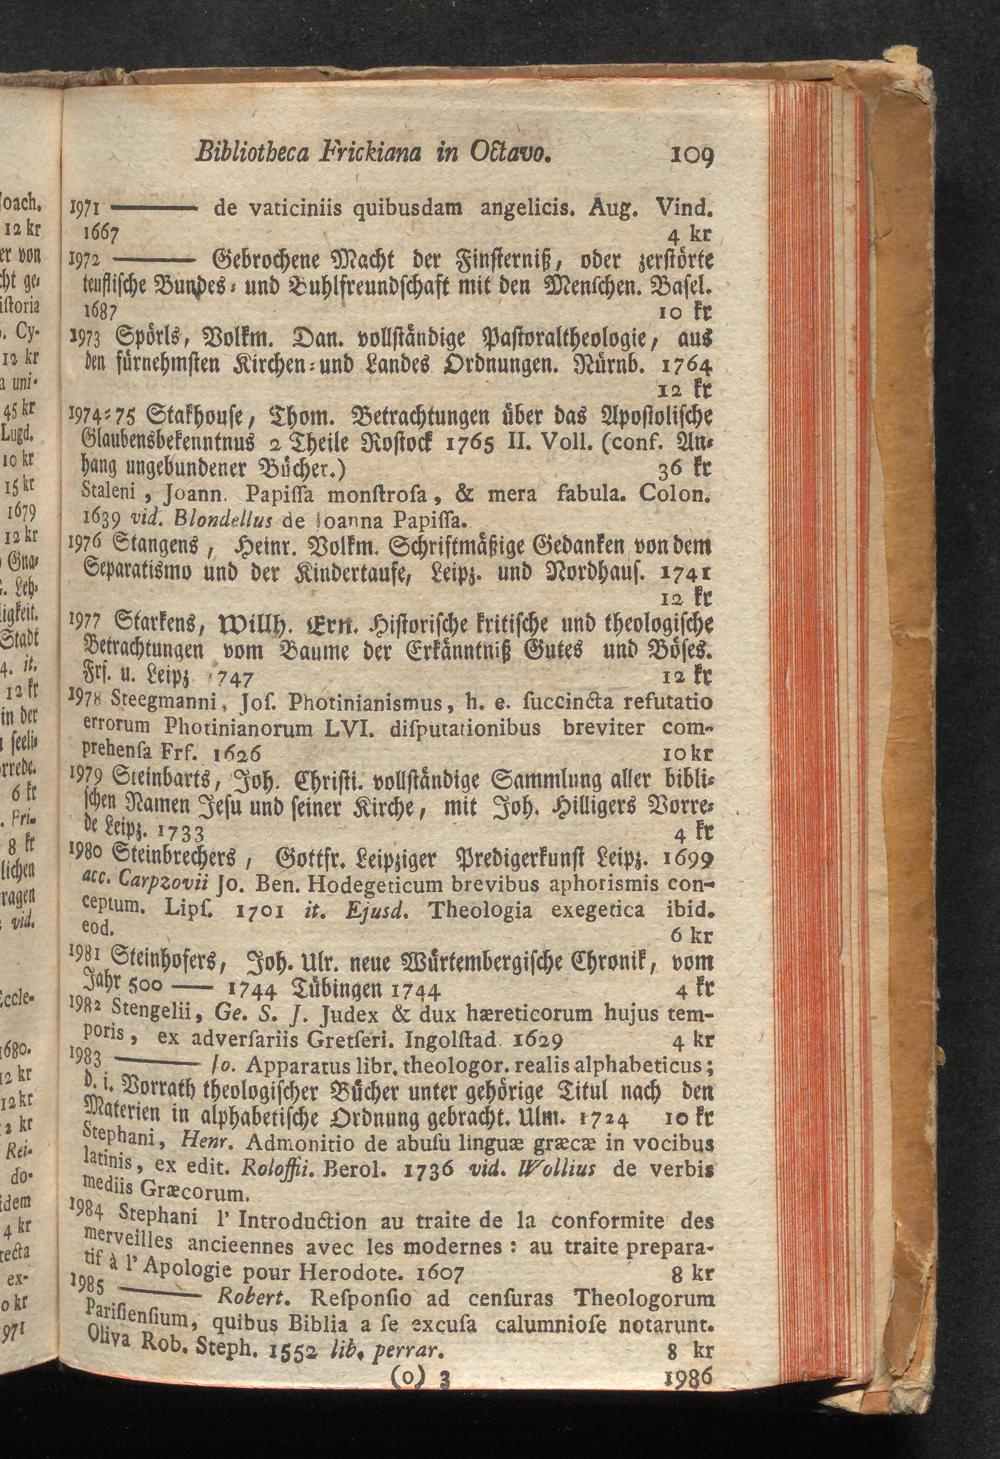 Bibliotheca Frickiana in Octavo. 109
1971 ——— de vaticiniis quibusdam angelicis. Aug. Vind.
1667 4 kr
1972 ——— Gebrochene Macht der Finsterniß, oder zerstörte
teuflische Bundes- und Buhlfreundschaft mit den Menschen. Basel.
1687 10 kr
1973 Spörls, Volkm. Dan. vollständige Pastoraltheologie, aus
den fürnehmsten Kirchen-und Landes Ordnungen. Nürnb. 1764
12 kr
1974-75 Stakhouse, Thom. Betrachtungen über das Apostolische
Glaubensbekenntnus 2 Theile Rostock 1765 II. Voll. (conf. An-
hang ungebundener Bücher.) 36 kr
Staleni, Joann. Papissa monstrosa, & mera fabula. Colon.
1639 vid. Blondellus de Joanna Papissa.
1976 Stangens, Heinr. Volkm. Schriftmäßige Gedanken von dem
Separatismo und der Kindertaufe, Leipz. und Nordhaus. 1741
12 kr
1977 Starkens, Willh. Ern. Historische kritische und theologische
Betrachtungen vom Baume der Erkänntniß Gutes und Böses.
Frf. u. Leipz 1747 12 kr
1978 Steegmanni, Jos. Photinianismus, h. e. succincta refutatio
errorum Photinianorum LVI. disputationibus breviter com-
prehensa Frf. 1626 10 kr
1979 Steinbarts, Joh. Christi. vollständige Sammlung aller bibli-
schen Namen Jesu und seiner Kirche, mit Joh. Hilligers Vorre-
de Leipz. 1733 4 kr
1980 Steinbrechers, Gottfr. Leipziger Predigerkunst Leipz. 1699
acc. Carpzovii Jo. Ben. Hodegeticum brevibus aphorismis con-
ceptum. Lips. 1701 it. Ejusd. Theologia exegetica ibid.
eod. 6 kr
1981 Steinhofers, Joh. Ulr. neue Würtembergische Chronik, vom
Jahr 500 —— 1744 Tübingen 1744 4 kr
1982 Stengelii, Ge. S. J. Judex & dux hæreticorum hujus tem-
poris, ex adversariis Gretseri. Ingolstad. 1629 4 kr
1983 ——— Jo. Apparatus libr. theologor. realis alphabeticus;
d. i. Vorrath theologischer Bücher unter gehörige Titul nach den
Materien in alphabetische Ordnung gebracht. Ulm. 1724 10 kr
Stephani, Henr. Admonitio de abusu linguæ græcæ in vocibus
latinis, ex edit. Roloffii. Berol. 1736 vid. Wollius de verbis
mediis Græcorum.
1984 Stephani l' Introduction au traite de la conformite des
merveilles ancieennes avec les modernes : au traite prepara-
tif à l' Apologie pour Herodote. 1607 8 kr
1985 ——— Robert. Responsio ad censuras Theologorum
Parisiensium, quibus Biblia a se excusa calumniose notarunt.
Oliva Rob. Steph. 1552 lib. perrar. 8 kr
(o) 3 1986